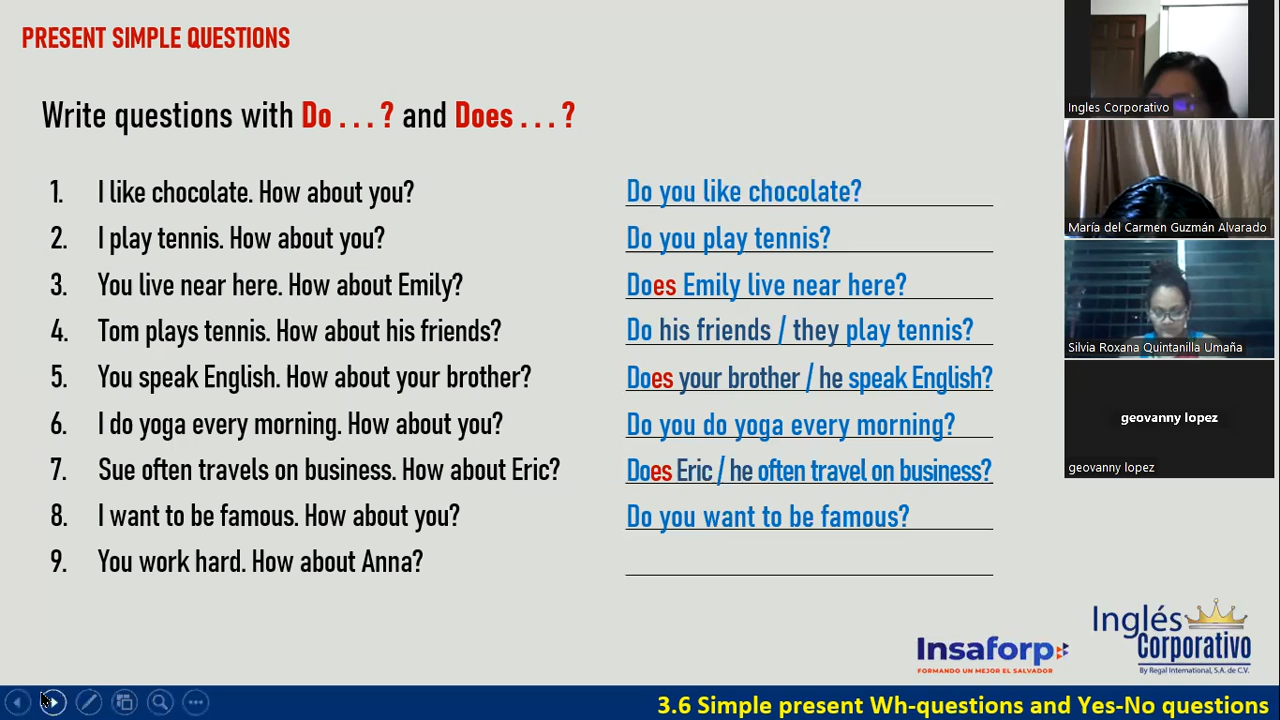 PRESENT SIMPLE QUESTIONS
Write questions with Do . . . ? and Does . . . ?
1. I like chocolate. How about you? Do you like chocolate?
2. I play tennis. How about you? Do you play tennis?
3. You live near here. How about Emily? Does Emily live near here?
4. Tom plays tennis. How about his friends? Do his friends / they play tennis?
5. You speak English. How about your brother? Does your brother / he speak English?
6. I do yoga every morning. How about you? Do you do yoga every morning?
7. Sue often travels on business. How about Eric? Does Eric / he often travel on business?
8. I want to be famous. How about you? Do you want to be famous?
9. You work hard. How about Anna?
Ingles Corporativo
María del Carmen Guzmán Alvarado
Silvia Roxana Quintanilla Umaña
geovanny lopez
geovanny lopez
Insaforp
FORMANDO UN MEJOR EL SALVADOR
Inglés
Corporativo
By Regal International, S.A. de C.V.
3.6 Simple present Wh-questions and Yes-No questions